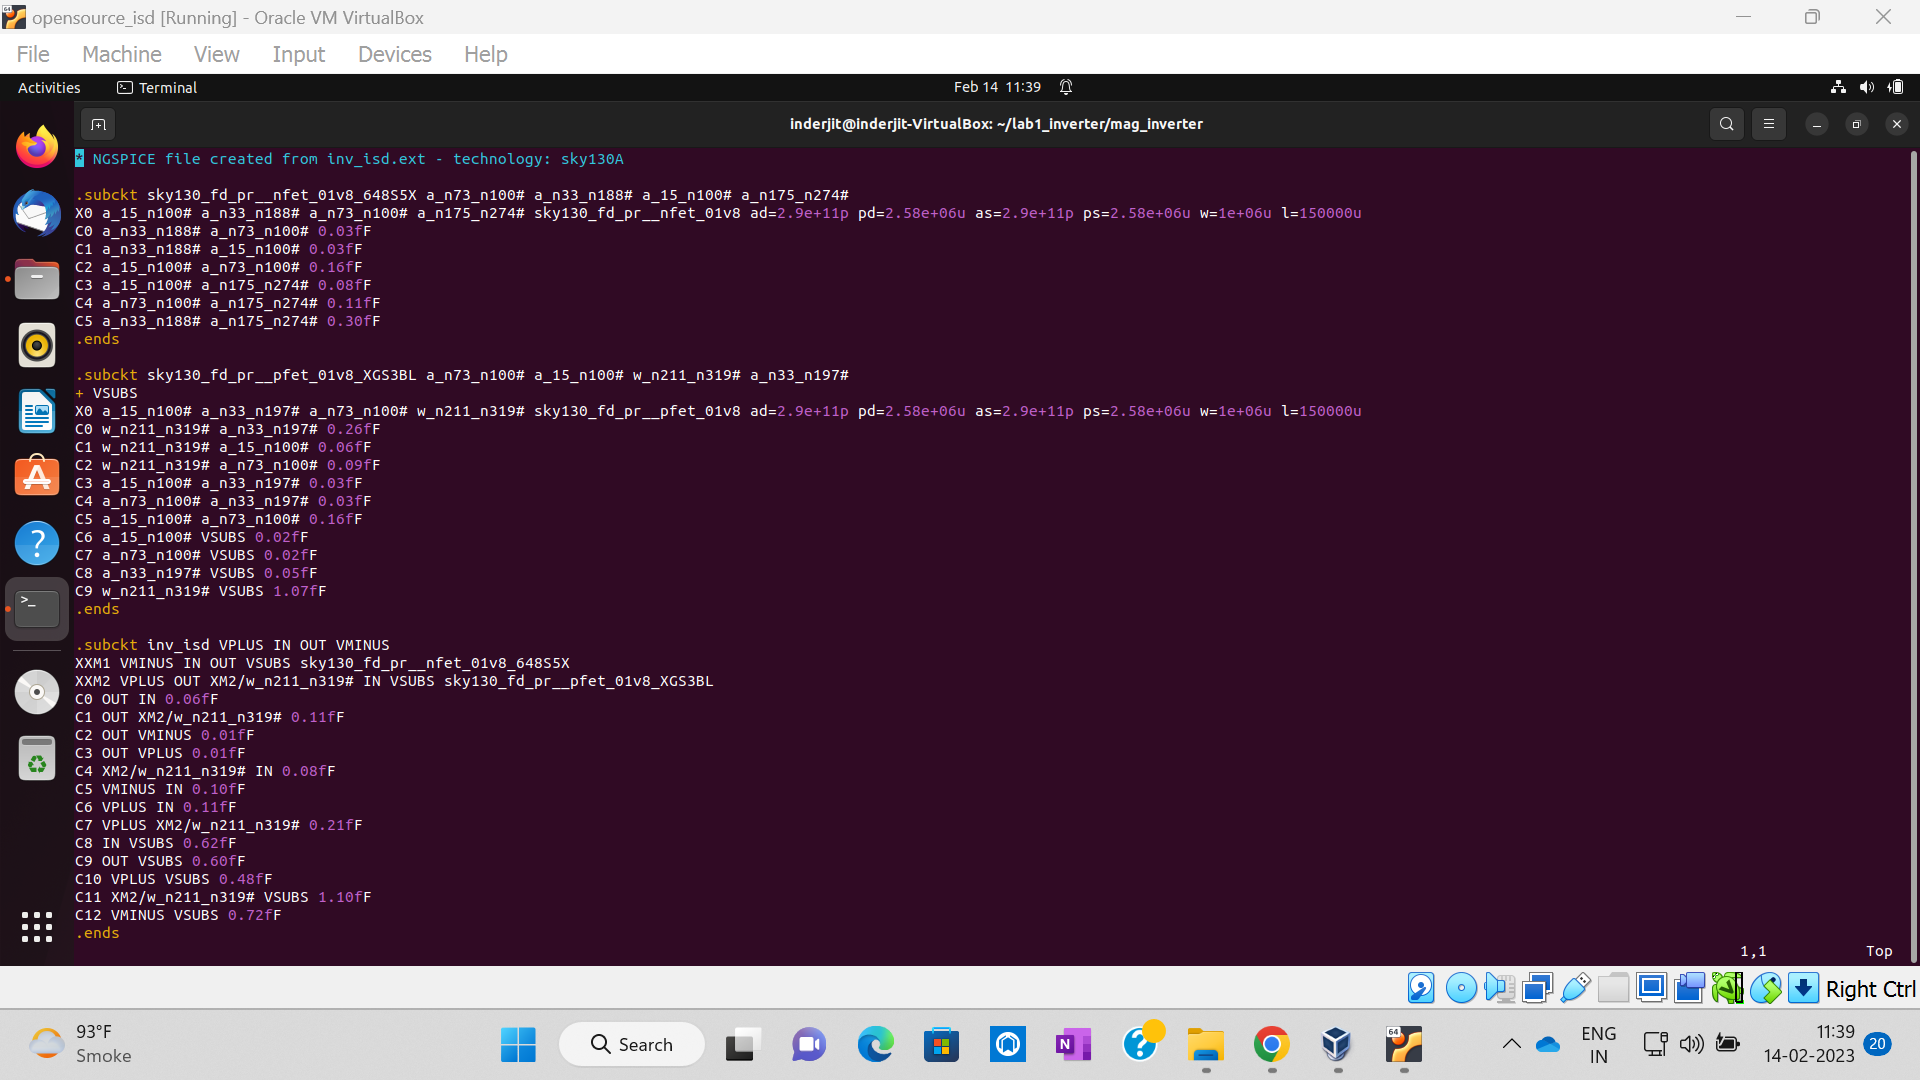 opensource_isd [Running] - Oracle VM VirtualBox
File Machine View Input Devices Help
Activities Terminal Feb 14 11:39
inderjit@inderjit-VirtualBox: ~/lab1_inverter/mag_inverter
* NGSPICE file created from inv_isd.ext - technology: sky130A
.subckt sky130_fd_pr__nfet_01v8_648S5X a_n73_n100# a_n33_n188# a_15_n100# a_n175_n274#
X0 a_15_n100# a_n33_n188# a_n73_n100# a_n175_n274# sky130_fd_pr__nfet_01v8 ad=2.9e+11p pd=2.58e+06u as=2.9e+11p ps=2.58e+06u w=1e+06u l=150000u
C0 a_n33_n188# a_n73_n100# 0.03fF
C1 a_n33_n188# a_15_n100# 0.03fF
C2 a_15_n100# a_n73_n100# 0.16fF
C3 a_15_n100# a_n175_n274# 0.08fF
C4 a_n73_n100# a_n175_n274# 0.11fF
C5 a_n33_n188# a_n175_n274# 0.30fF
.ends
.subckt sky130_fd_pr__pfet_01v8_XGS3BL a_n73_n100# a_15_n100# w_n211_n319# a_n33_n197#
+ VSUBS
X0 a_15_n100# a_n33_n197# a_n73_n100# w_n211_n319# sky130_fd_pr__pfet_01v8 ad=2.9e+11p pd=2.58e+06u as=2.9e+11p ps=2.58e+06u w=1e+06u l=150000u
C0 w_n211_n319# a_n33_n197# 0.26fF
C1 w_n211_n319# a_15_n100# 0.06fF
C2 w_n211_n319# a_n73_n100# 0.09fF
C3 a_15_n100# a_n33_n197# 0.03fF
C4 a_n73_n100# a_n33_n197# 0.03fF
C5 a_15_n100# a_n73_n100# 0.16fF
C6 a_15_n100# VSUBS 0.02fF
C7 a_n73_n100# VSUBS 0.02fF
C8 a_n33_n197# VSUBS 0.05fF
C9 w_n211_n319# VSUBS 1.07fF
.ends
.subckt inv_isd VPLUS IN OUT VMINUS
XXM1 VMINUS IN OUT VSUBS sky130_fd_pr__nfet_01v8_648S5X
XXM2 VPLUS OUT XM2/w_n211_n319# IN VSUBS sky130_fd_pr__pfet_01v8_XGS3BL
C0 OUT IN 0.06fF
C1 OUT XM2/w_n211_n319# 0.11fF
C2 OUT VMINUS 0.01fF
C3 OUT VPLUS 0.01fF
C4 XM2/w_n211_n319# IN 0.08fF
C5 VMINUS IN 0.10fF
C6 VPLUS IN 0.11fF
C7 VPLUS XM2/w_n211_n319# 0.21fF
C8 IN VSUBS 0.62fF
C9 OUT VSUBS 0.60fF
C10 VPLUS VSUBS 0.48fF
C11 XM2/w_n211_n319# VSUBS 1.10fF
C12 VMINUS VSUBS 0.72fF
.ends
1,1 Top
Right Ctrl
93°F
Smoke
Search
N
64
ENG
IN
11:39
14-02-2023
20